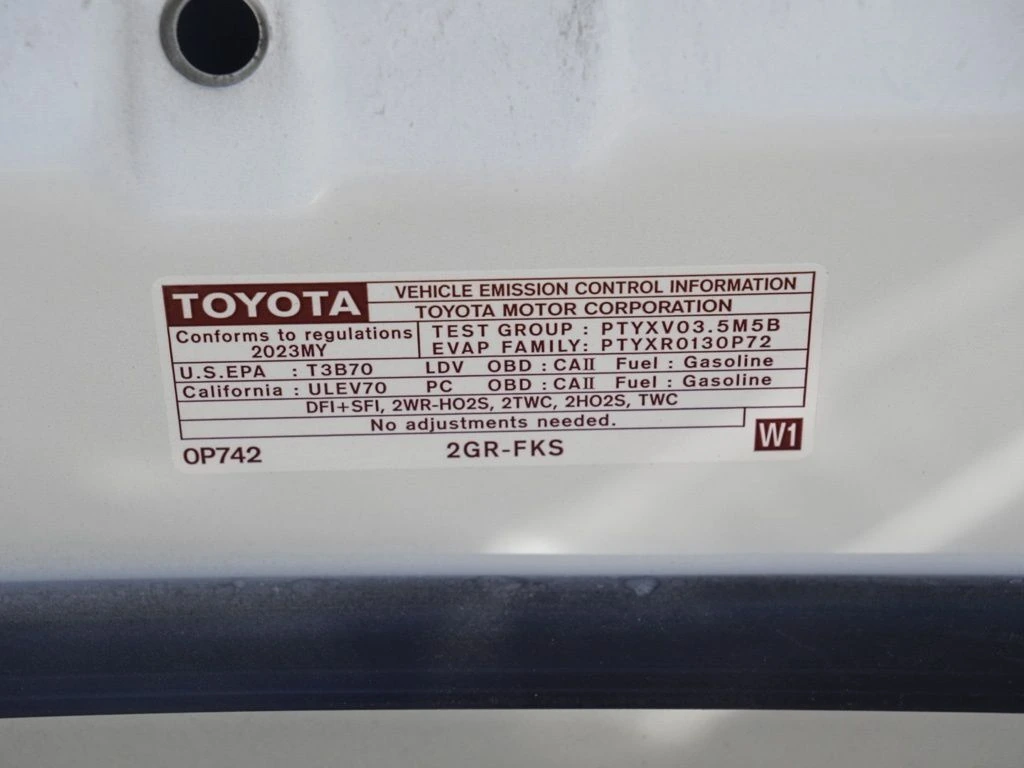 TOYOTA VEHICLE EMISSION CONTROL INFORMATION
TOYOTA MOTOR CORPORATION
Conforms to regulations
2023MY
TEST GROUP : PTYXV03.5M5B
EVAP FAMILY: PTYXR0130P72
U.S.EPA : T3B70 LDV OBD : CAII Fuel : Gasoline
California : ULEV70 PC OBD : CAII Fuel : Gasoline
DFI+SFI, 2WR-HO2S, 2TWC, 2HO2S, TWC
No adjustments needed.
0P742 2GR-FKS W1